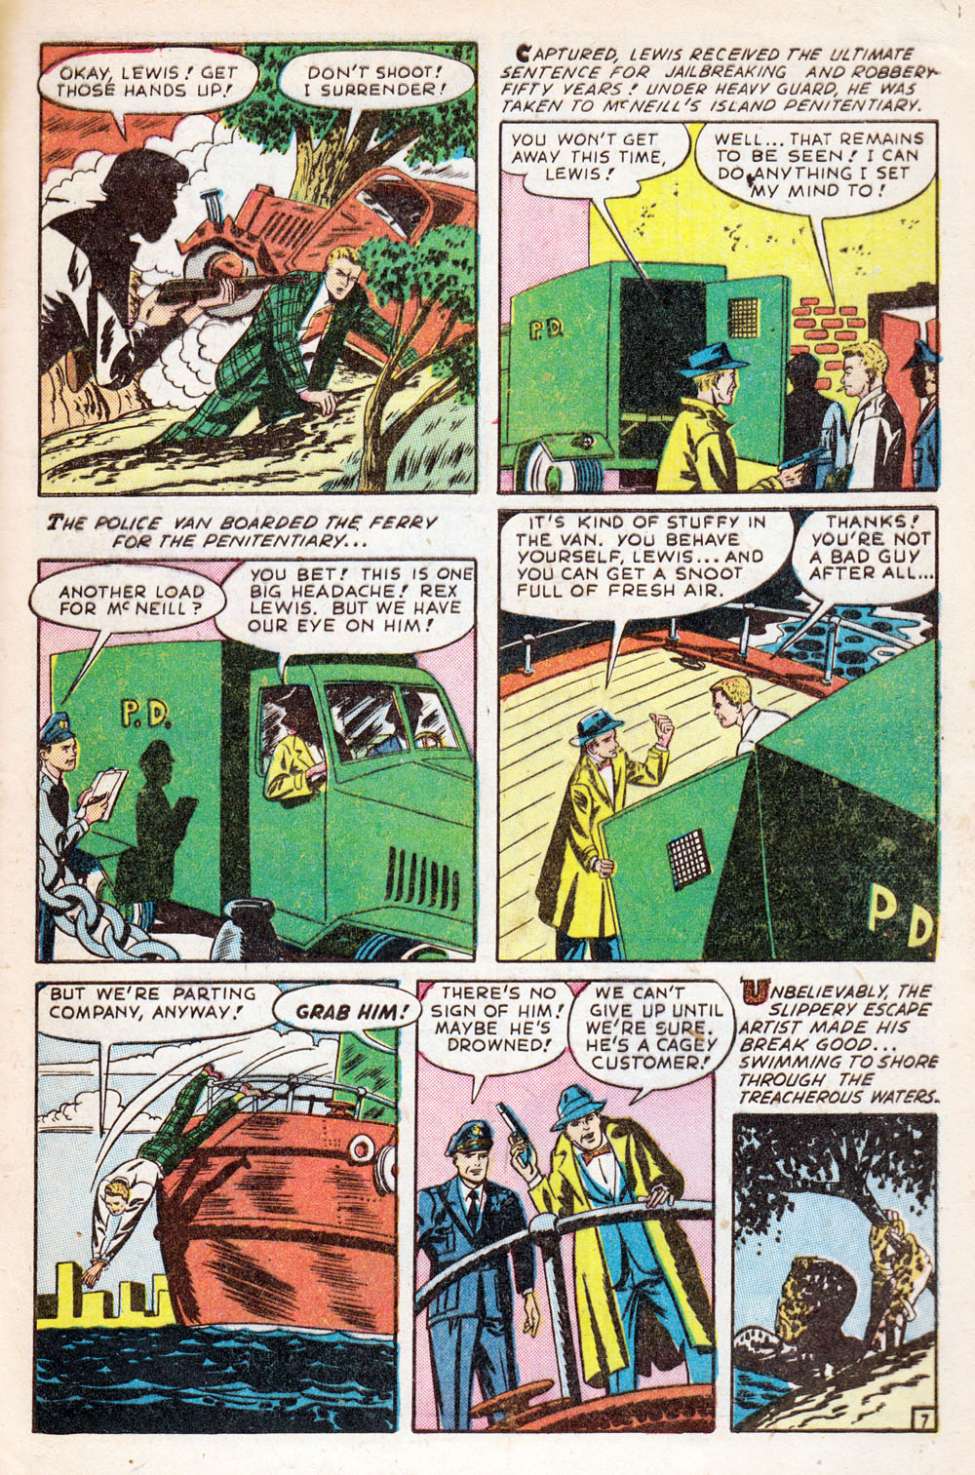 OKAY, LEWIS! GET
THOSE HANDS UP!
DON'T SHOOT!
I SURRENDER!
CAPTURED, LEWIS RECEIVED THE ULTIMATE
SENTENCE FOR JAILBREAKING AND ROBBERY-
FIFTY YEARS! UNDER HEAVY GUARD, HE WAS
TAKEN TO McNEILL'S ISLAND PENITENTIARY.
YOU WON'T GET
AWAY THIS TIME,
LEWIS!
WELL... THAT REMAINS
TO BE SEEN! I CAN
DO ANYTHING I SET
MY MIND TO!
P.D.
THE POLICE VAN BOARDED THE FERRY
FOR THE PENITENTIARY...
ANOTHER LOAD
FOR McNEILL?
YOU BET! THIS IS ONE
BIG HEADACHE! REX
LEWIS. BUT WE HAVE
OUR EYE ON HIM!
P.D.
IT'S KIND OF STUFFY IN
THE VAN. YOU BEHAVE
YOURSELF, LEWIS... AND
YOU CAN GET A SNOOT
FULL OF FRESH AIR.
THANKS!
YOU'RE NOT
A BAD GUY
AFTER ALL...
P D
BUT WE'RE PARTING
COMPANY, ANYWAY!
GRAB HIM!
THERE'S NO
SIGN OF HIM!
MAYBE HE'S
DROWNED!
WE CAN'T
GIVE UP UNTIL
WE'RE SURE.
HE'S A CAGEY
CUSTOMER!
UNBELIEVABLY, THE
SLIPPERY ESCAPE
ARTIST MADE HIS
BREAK GOOD...
SWIMMING TO SHORE
THROUGH THE
TREACHEROUS WATERS.
7